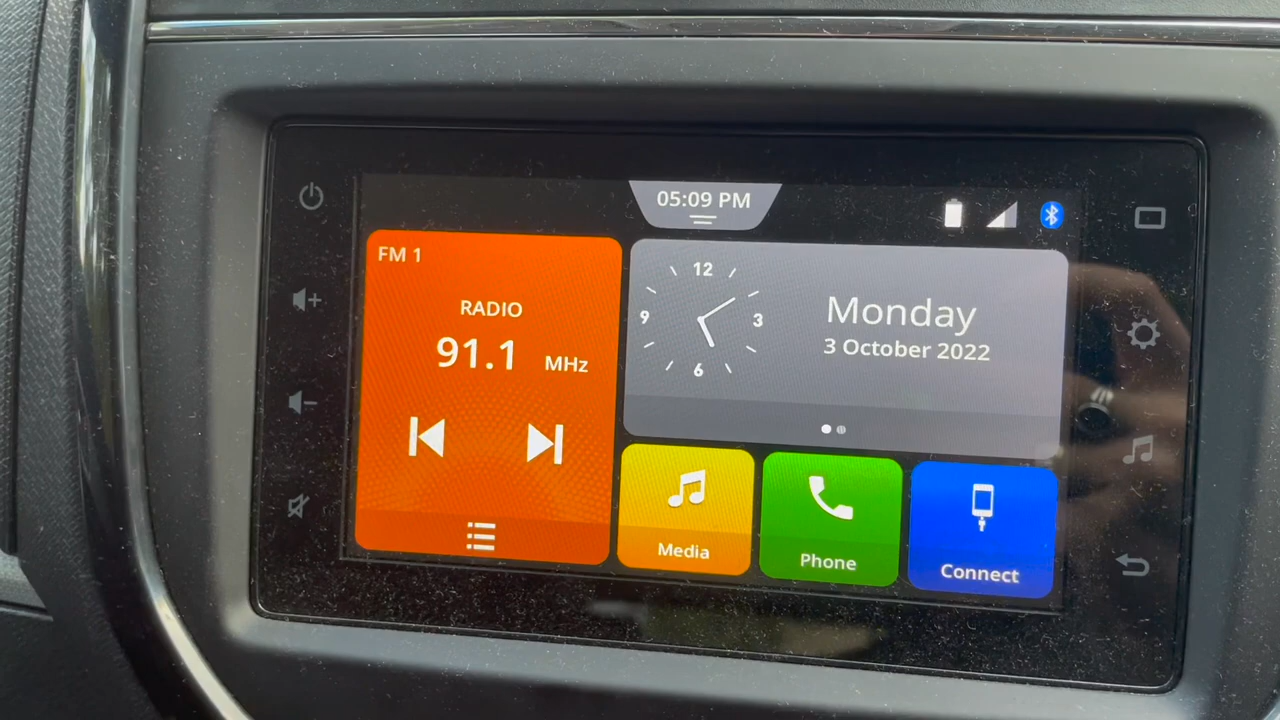 05:09 PM
FM 1
RADIO
91.1 MHz
12
9
3
6
Monday
3 October 2022
Media
Phone
Connect